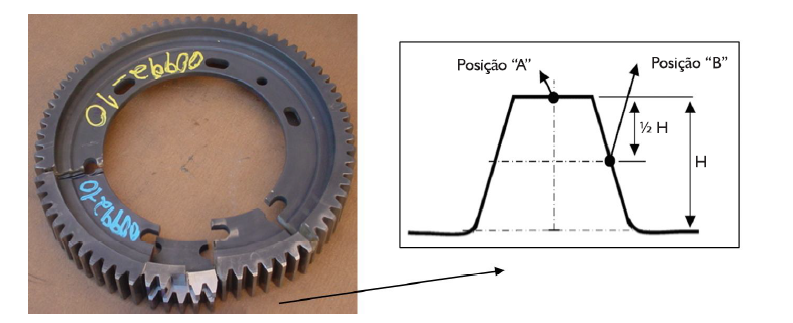 Posição “A”
Posição “B”
½ H
H